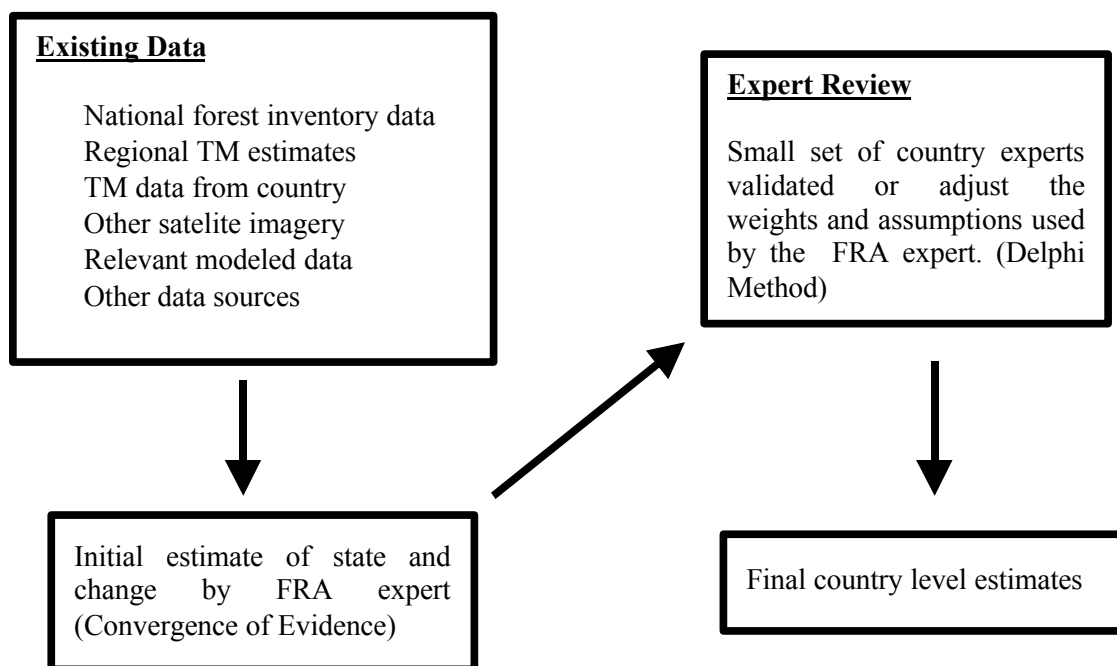 Existing Data
National forest inventory data
Regional TM estimates
TM data from country
Other satelite imagery
Relevant modeled data
Other data sources
Initial estimate of state and
change by FRA expert
(Convergence of Evidence)
Expert Review
Small set of country experts
validated or adjust the
weights and assumptions used
by the FRA expert. (Delphi
Method)
Final country level estimates